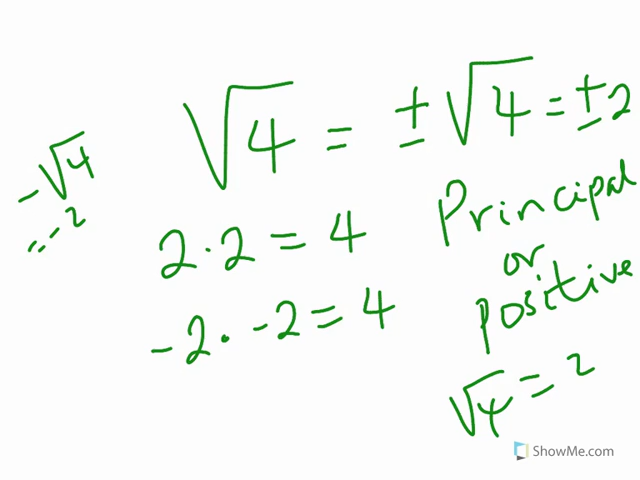 √4 = ±√4 = ±2
-√4
= -2
2 · 2 = 4
-2 · -2 = 4
Principal
or
positive
√4 = 2
ShowMe.com